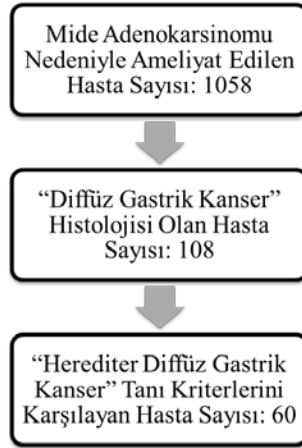 Mide Adenokarsinomu
Nedeniyle Ameliyat Edilen
Hasta Sayısı: 1058
“Diffüz Gastrik Kanser”
Histolojisi Olan Hasta
Sayısı: 108
“Herediter Diffüz Gastrik
Kanser” Tanı Kriterlerini
Karşılayan Hasta Sayısı: 60